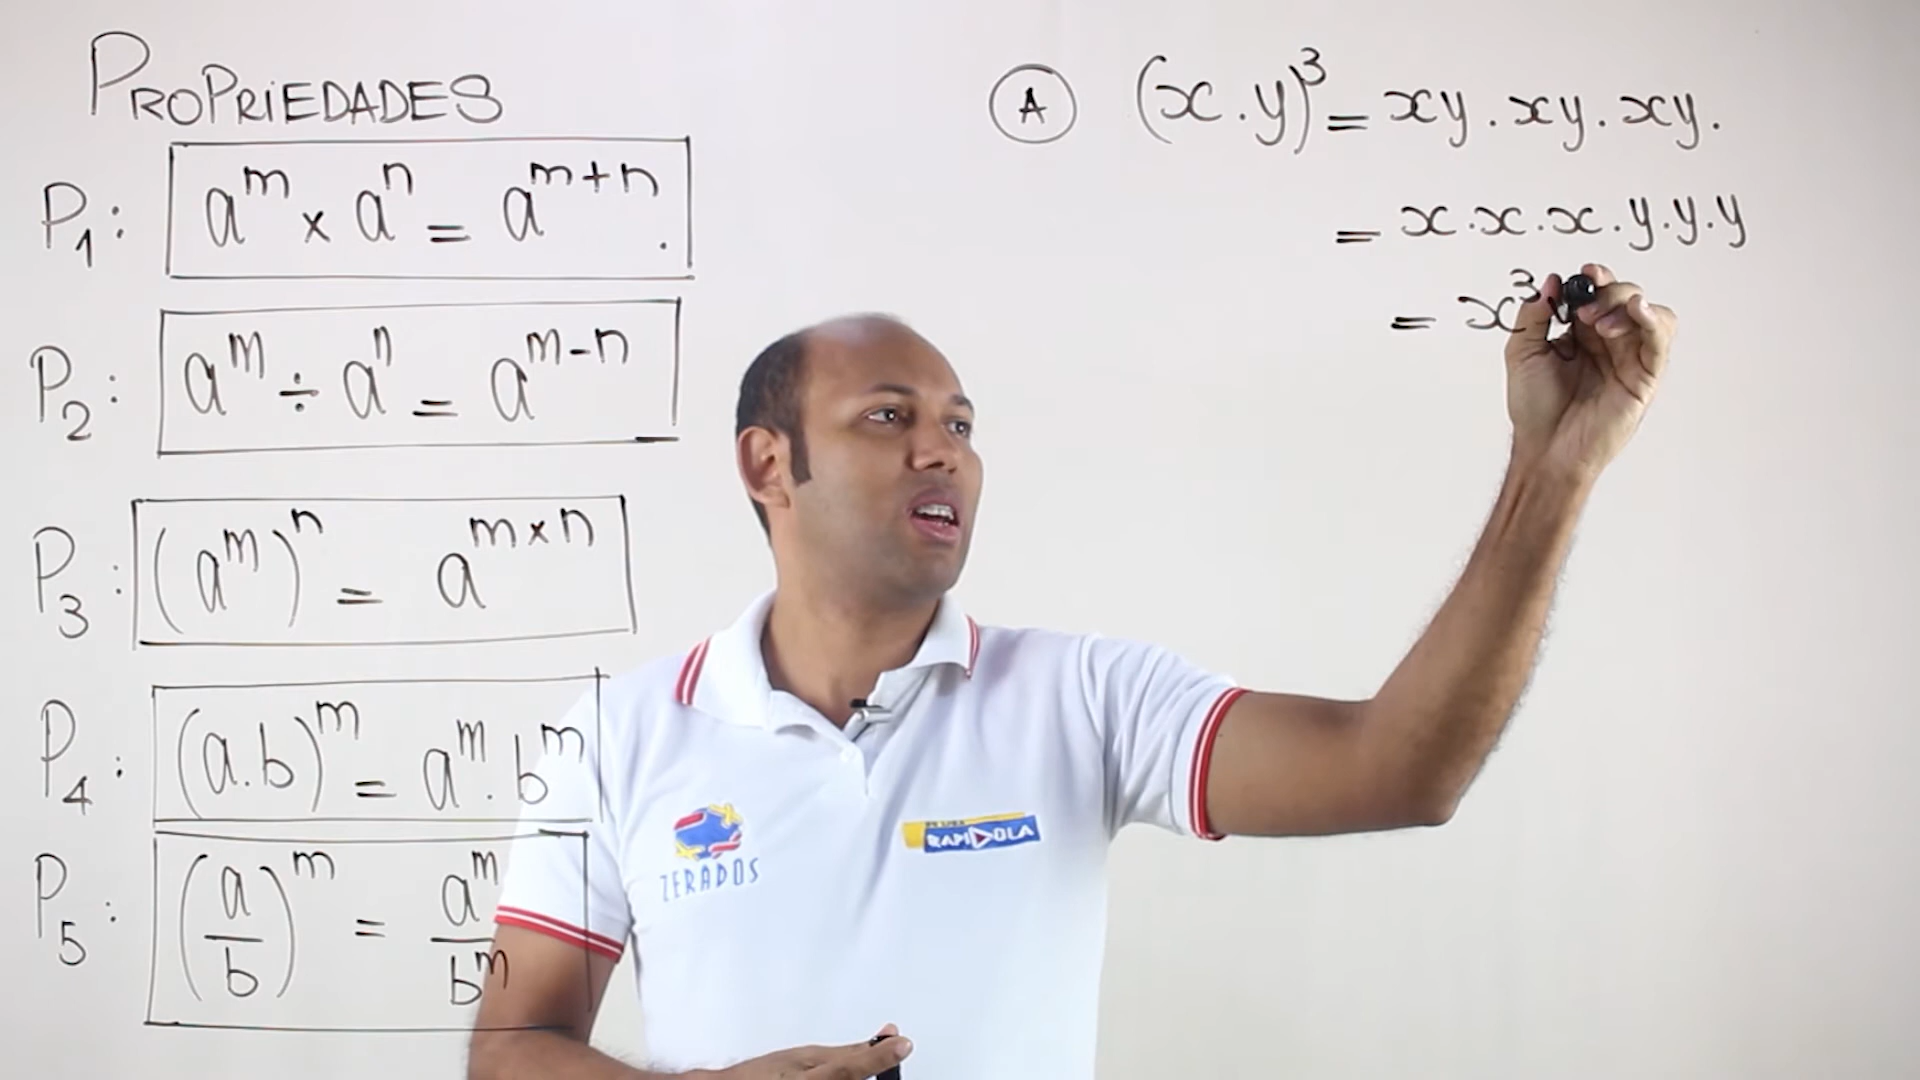 PROPRIEDADES
P1: a^m × a^n = a^(m+n).
P2: a^m ÷ a^n = a^(m-n)
P3: (a^m)^n = a^(m×n)
P4: (a.b)^m = a^m . b^m
P5: (a/b)^m = a^m/b^m
A (x.y)^3 = xy . xy . xy.
= x.x.x.y.y.y
= x^3
ZERADOS
RAPIDOLA